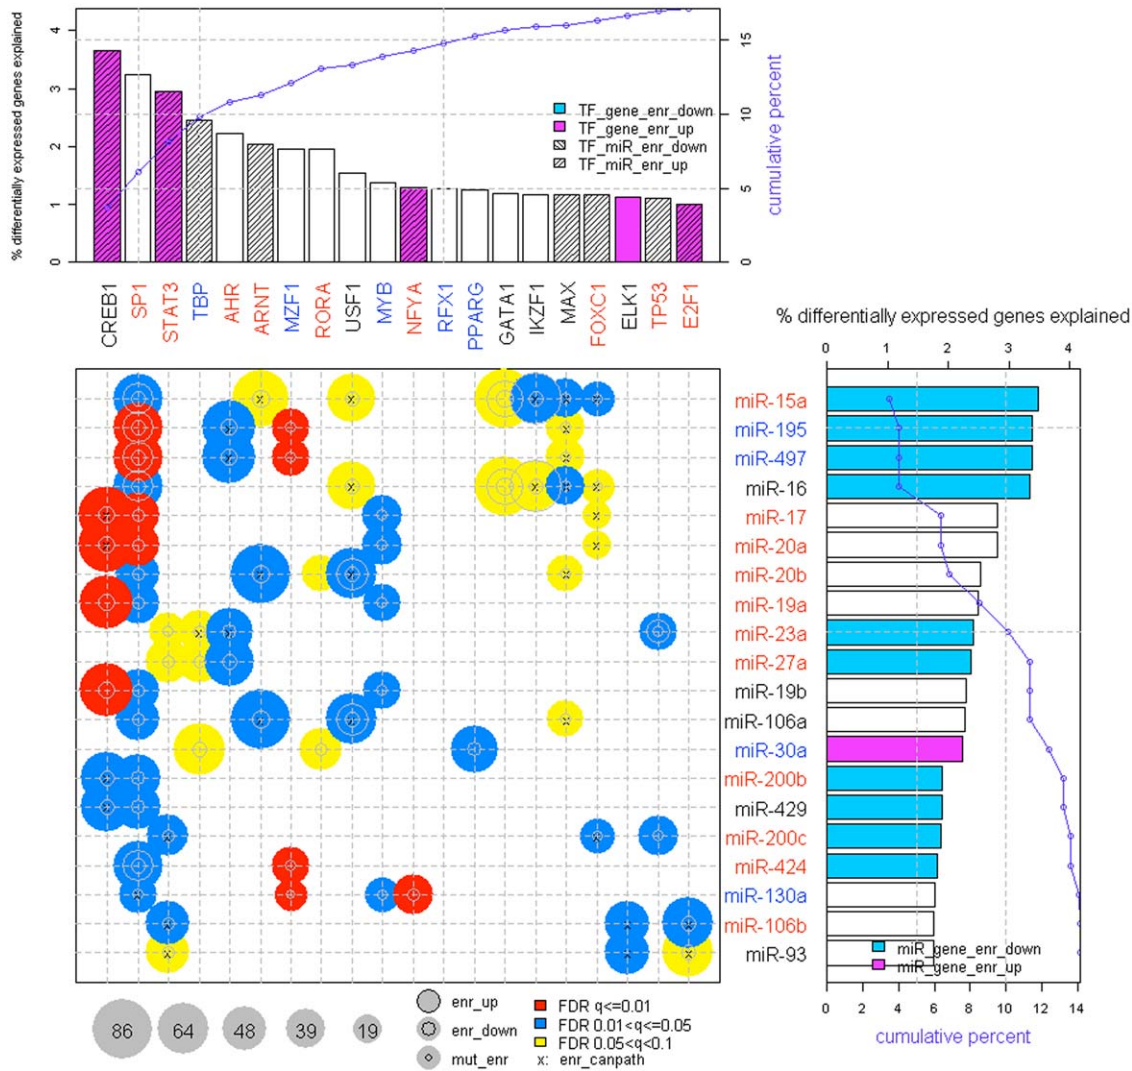 % differentially expressed genes explained
0 1 2 3 4
0 5 10 15
cumulative percent
TF_gene_enr_down
TF_gene_enr_up
TF_miR_enr_down
TF_miR_enr_up
CREB1 SP1 STAT3 TBP AHR ARNT MZF1 RORA USF1 MYB NFYA RFX1 PPARG GATA1 IKZF1 MAX FOXC1 ELK1 TP53 E2F1
% differentially expressed genes explained
0 1 2 3 4
miR-15a
miR-195
miR-497
miR-16
miR-17
miR-20a
miR-20b
miR-19a
miR-23a
miR-27a
miR-19b
miR-106a
miR-30a
miR-200b
miR-429
miR-200c
miR-424
miR-130a
miR-106b
miR-93
miR_gene_enr_down
miR_gene_enr_up
0 2 4 6 8 10 12 14
cumulative percent
86 64 48 39 19
enr_up
enr_down
mut_enr
FDR q<=0.01
FDR 0.01<q<=0.05
FDR 0.05<q<0.1
x: enr_canpath